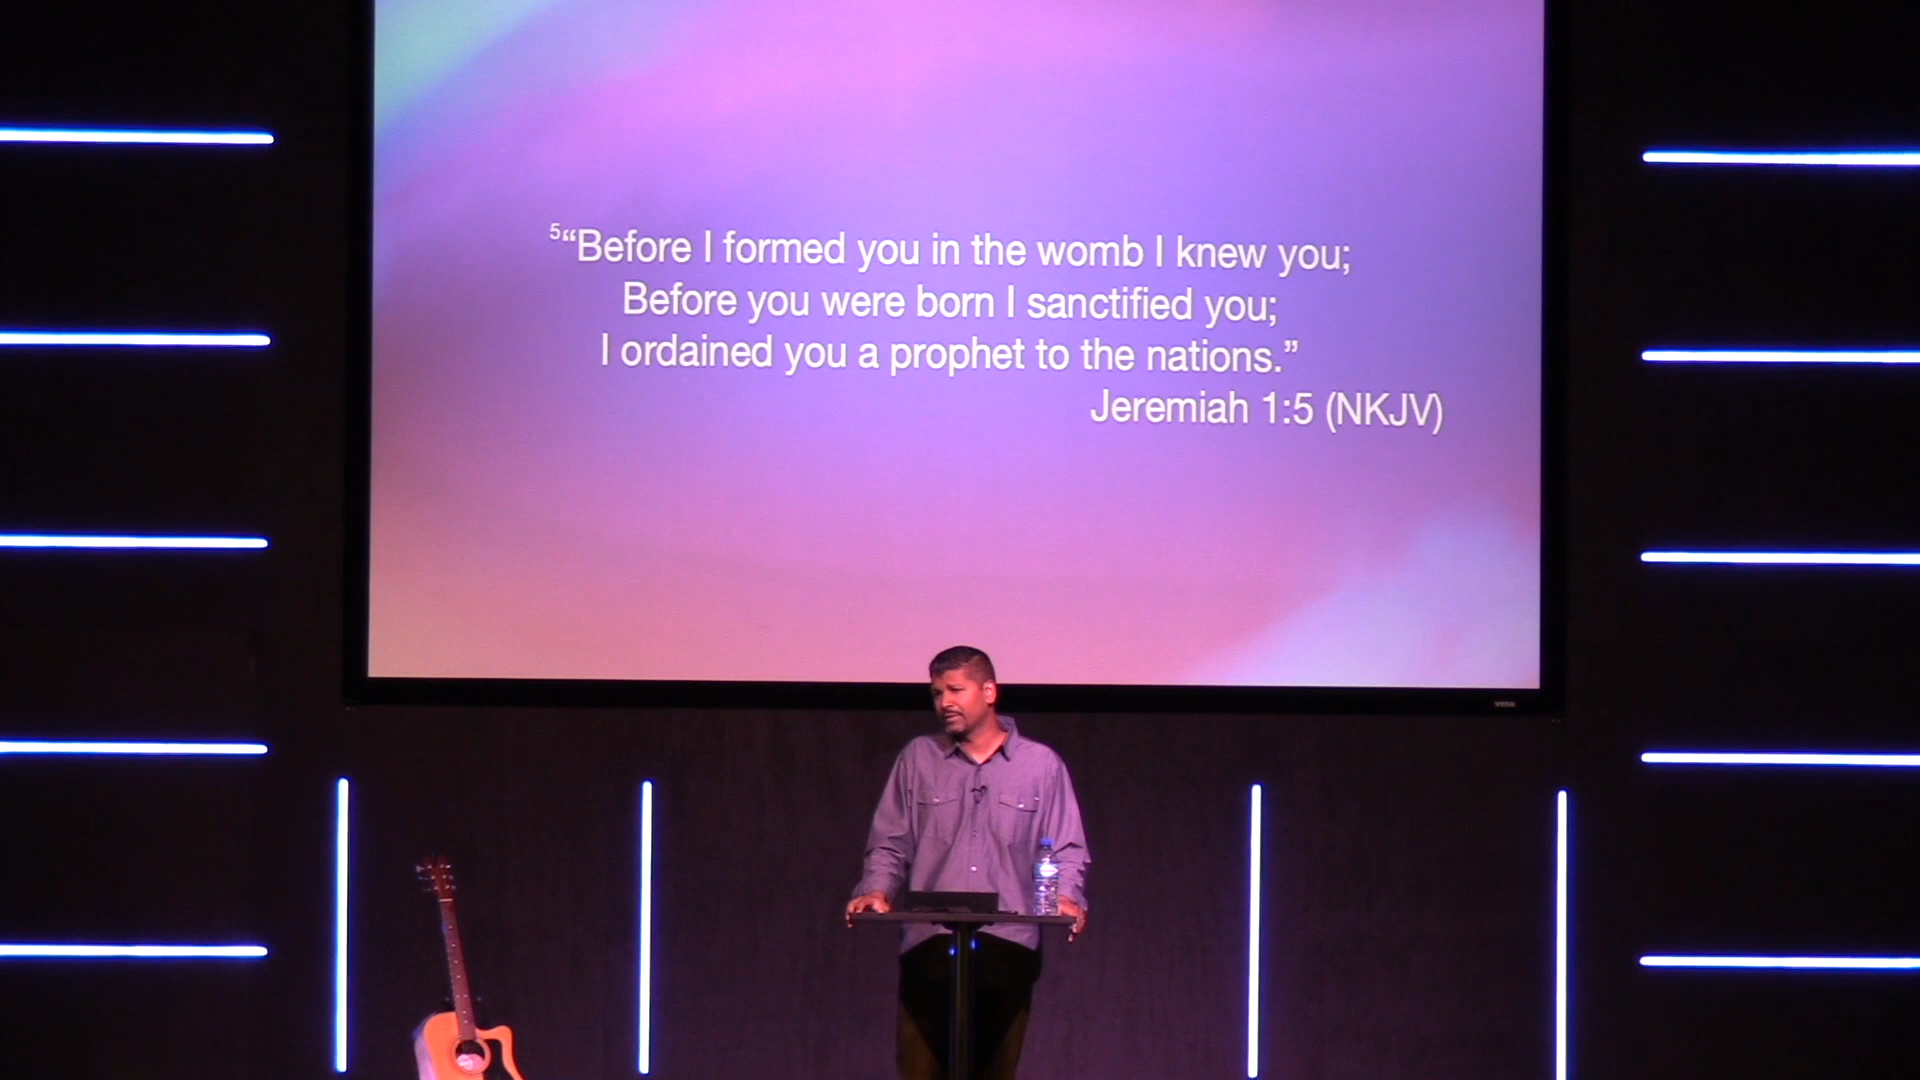 5“Before I formed you in the womb I knew you;
Before you were born I sanctified you;
I ordained you a prophet to the nations.”
Jeremiah 1:5 (NKJV)